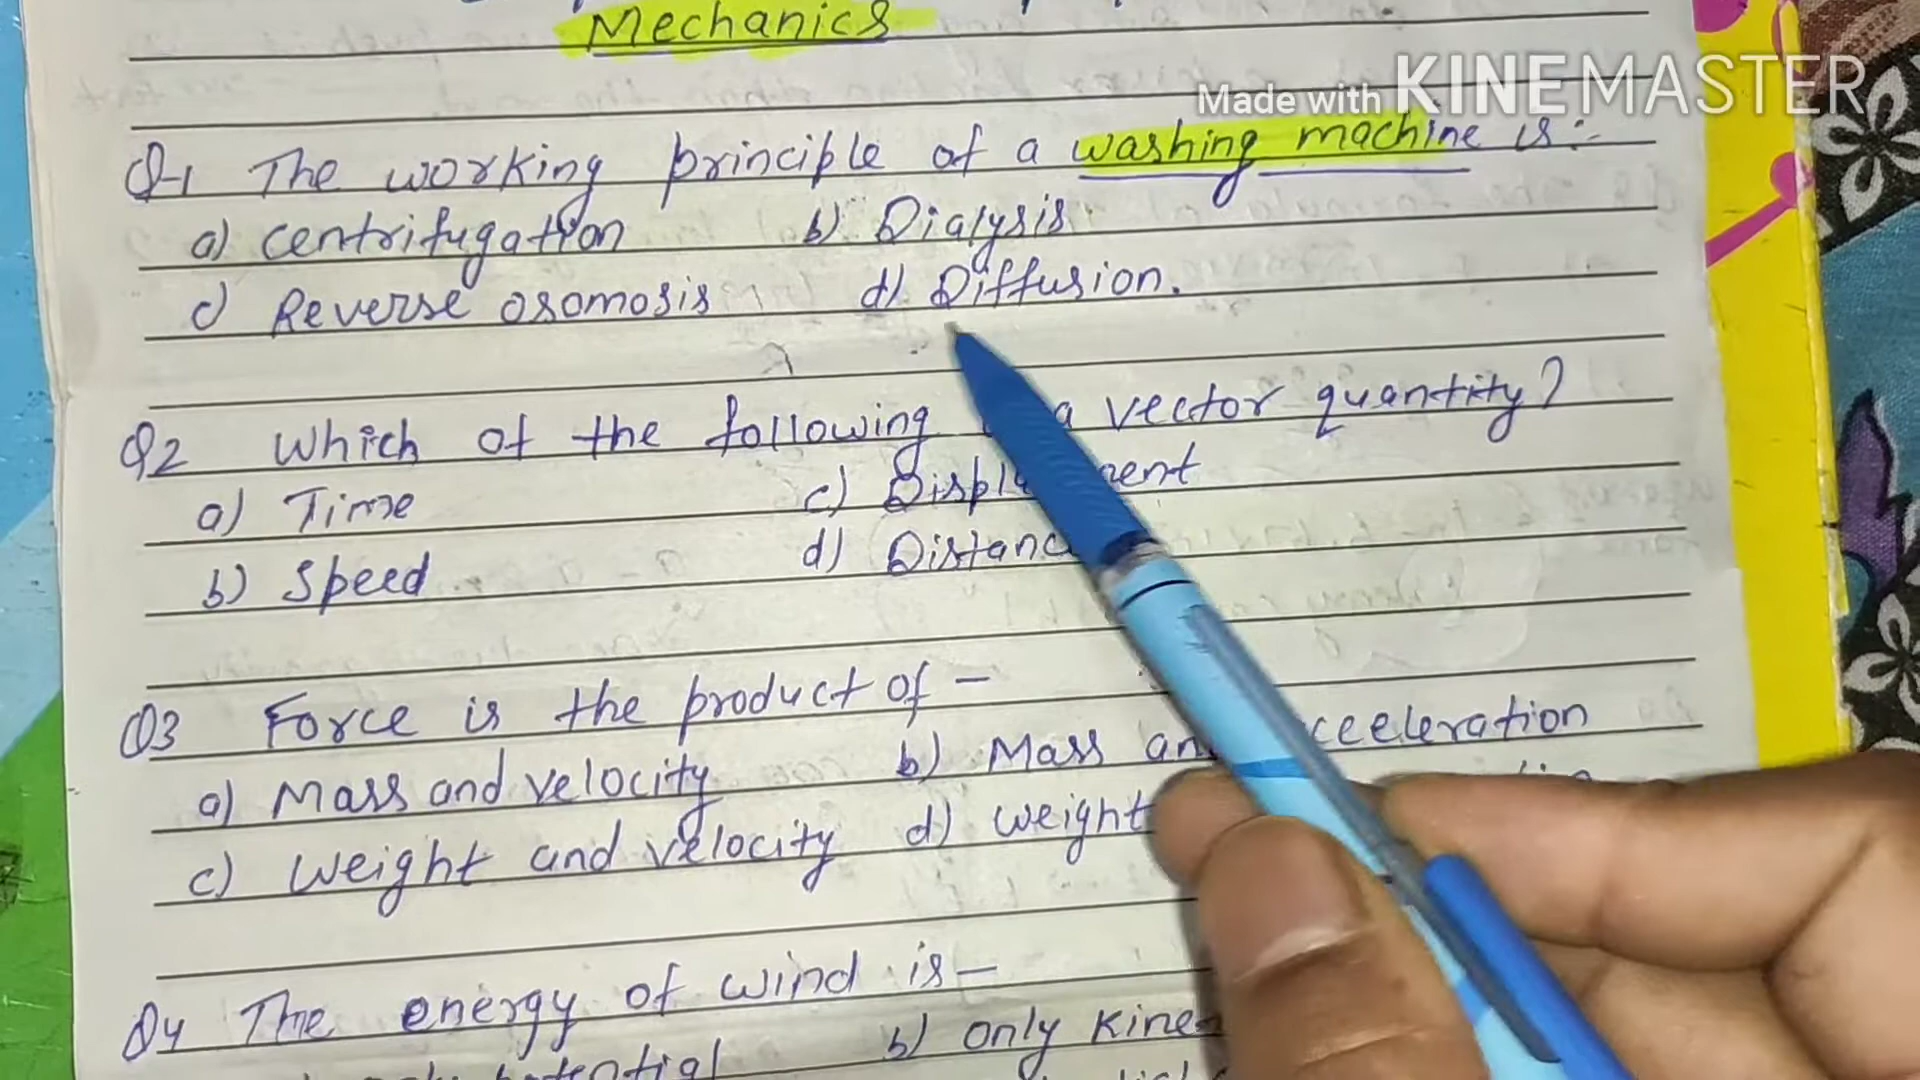 Mechanics
Made with KINEMASTER
Q1 The working principle of a washing machine is:-
a) centrifugation b) Dialysis
c) Reverse osomosis d) Diffusion.
Q2 Which of the following a vector quantity?
a) Time c)
b) Speed d)
Q3 Force is the product of -
a) Mass and velocity b) Mass
c) Weight and velocity d) weight
Q4 The energy of wind is-
b) only